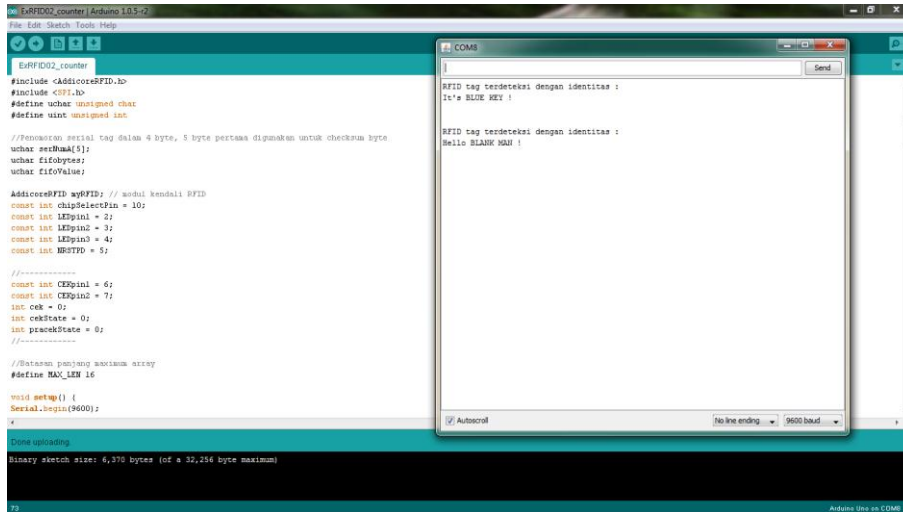 ExRFID02_counter | Arduino 1.0.5-r2
File Edit Sketch Tools Help
ExRFID02_counter
#include <AddicoreRFID.h>
#include <SPI.h>
#define uchar unsigned char
#define uint unsigned int
//Penomoran serial tag dalam 4 byte, 5 byte pertama digunakan untuk checksum byte
uchar serNumA[5];
uchar fifobytes;
uchar fifoValue;
AddicoreRFID myRFID; // modul kendali RFID
const int chipSelectPin = 10;
const int LEDpin1 = 2;
const int LEDpin2 = 3;
const int LEDpin3 = 4;
const int NRSTPD = 5;
//------------
const int CEKpin1 = 6;
const int CEKpin2 = 7;
int cek = 0;
int cekState = 0;
int pracekState = 0;
//------------
//Batasan panjang maximum array
#define MAX_LEN 16
void setup() {
Serial.begin(9600);
COM8
Send
RFID tag terdeteksi dengan identitas :
It's BLUE KEY !
RFID tag terdeteksi dengan identitas :
Hello BLANK MAN !
Autoscroll
No line ending
9600 baud
Done uploading.
Binary sketch size: 6,370 bytes (of a 32,256 byte maximum)
73
Arduino Uno on COM8